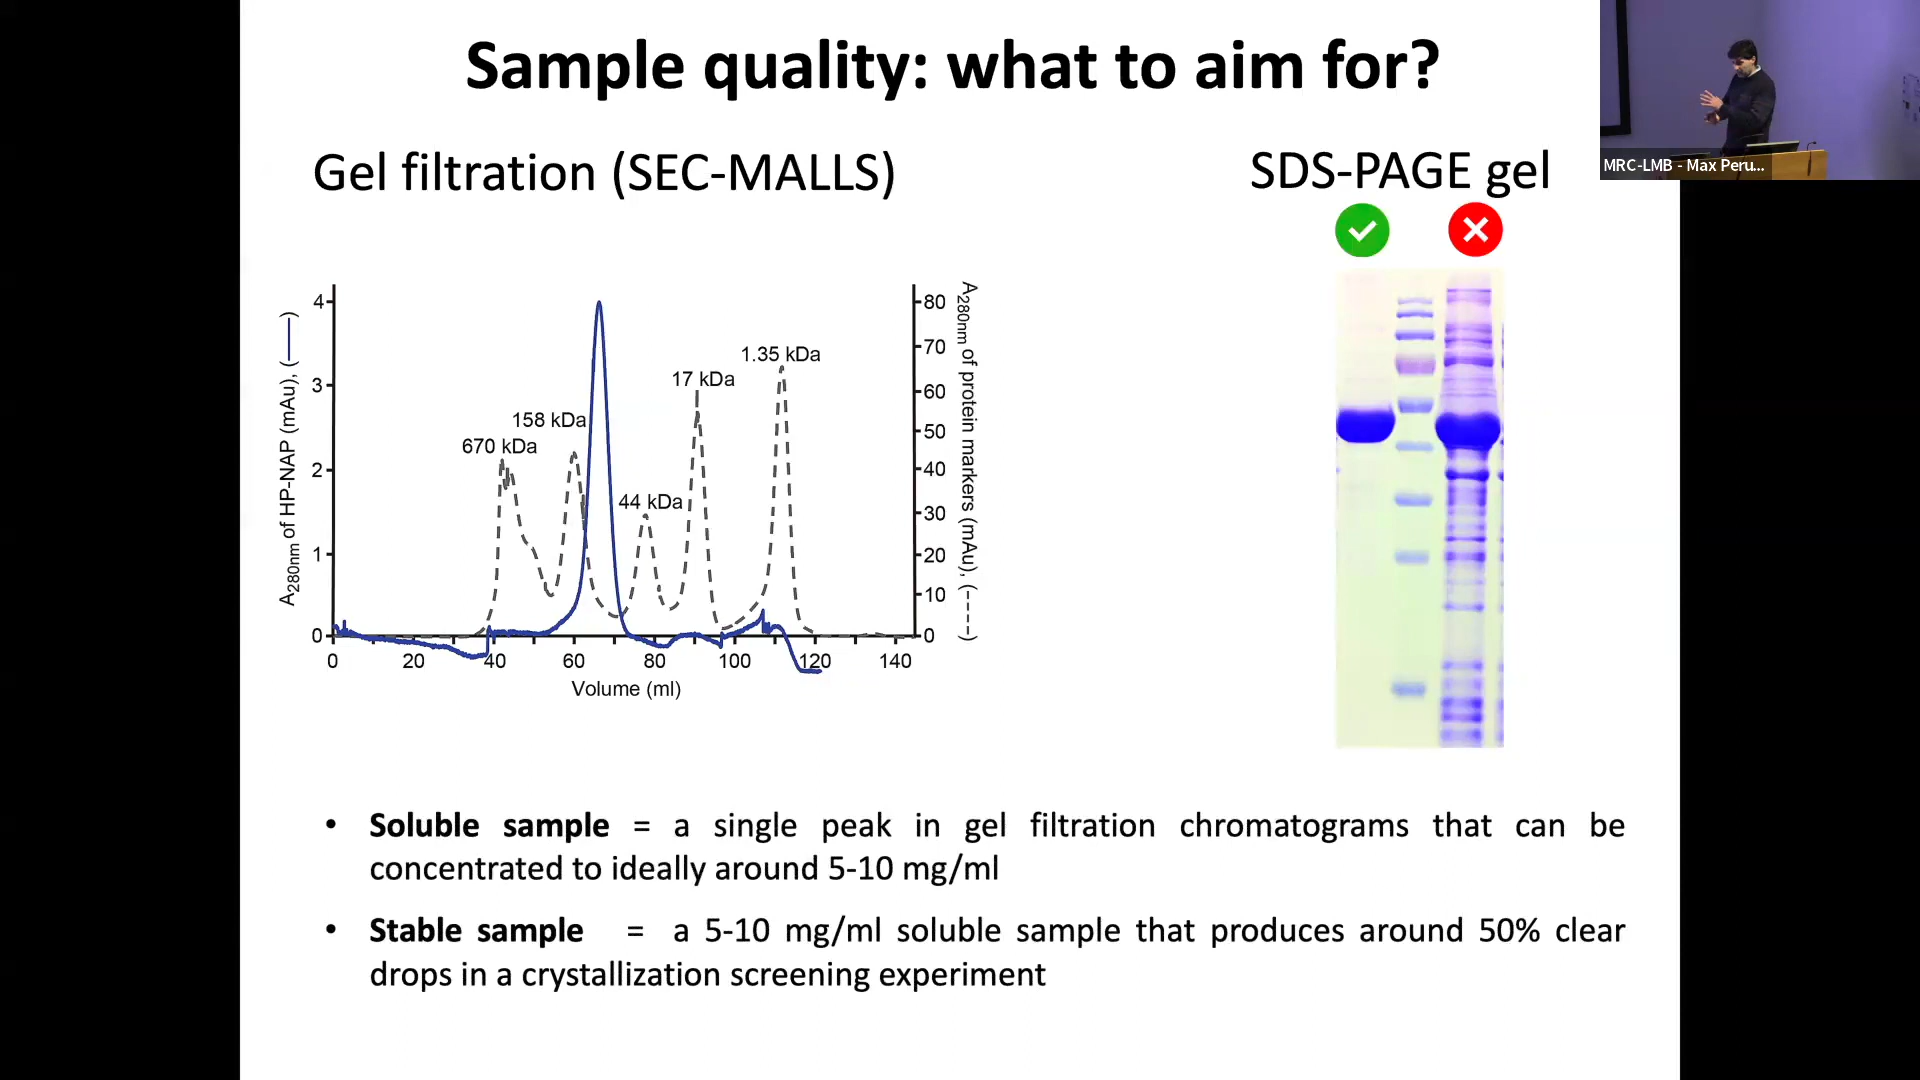 Sample quality: what to aim for?
MRC-LMB - Max Peru...
Gel filtration (SEC-MALLS)
SDS-PAGE gel
A280nm of HP-NAP (mAu), (——)
4
3
2
1
0
670 kDa
158 kDa
44 kDa
17 kDa
1.35 kDa
80
70
60
50
40
30
20
10
0
A280nm of protein markers (mAu), (----)
0 20 40 60 80 100 120 140
Volume (ml)
• Soluble sample = a single peak in gel filtration chromatograms that can be
concentrated to ideally around 5-10 mg/ml
• Stable sample = a 5-10 mg/ml soluble sample that produces around 50% clear
drops in a crystallization screening experiment